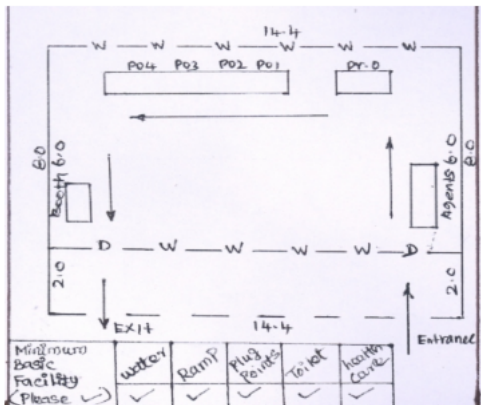 14.4
W W W W W W
PO4 PO3 PO2 PO1 Pr.O
8.0
6.0
Booth
Agents 6.0
8.0
D W W W W D
2.0
2.0
EXIT
14.4
Entrance
Minimum
Basic
Facility
(Please ✓)
Water
Ramp
Plug
Points
Toilet
health
Care
✓ ✓ ✓ ✓ ✓